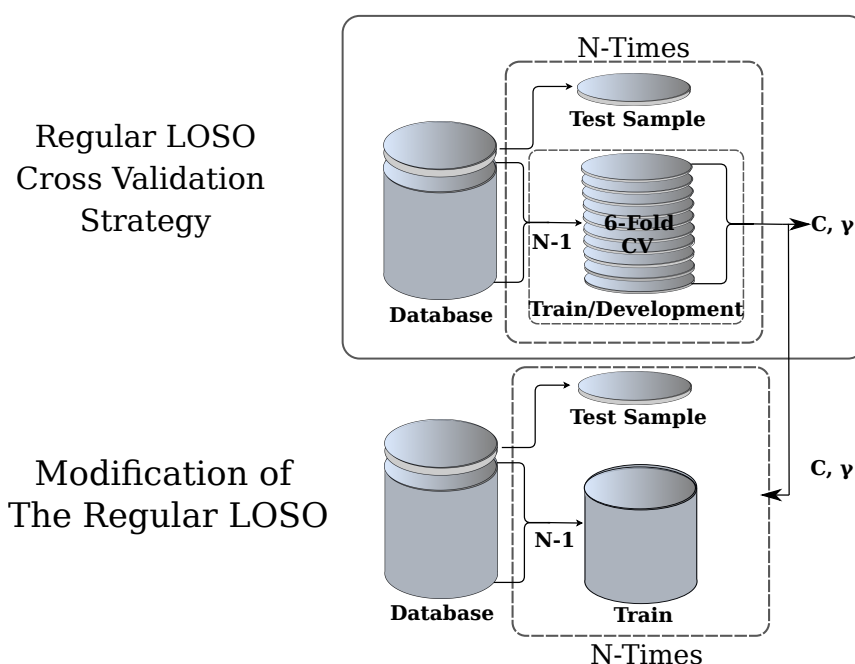 N-Times
Regular LOSO
Cross Validation
Strategy
Test Sample
6-Fold
CV
N-1
C, γ
Database
Train/Development
Test Sample
Modification of
The Regular LOSO
C, γ
N-1
Database
Train
N-Times